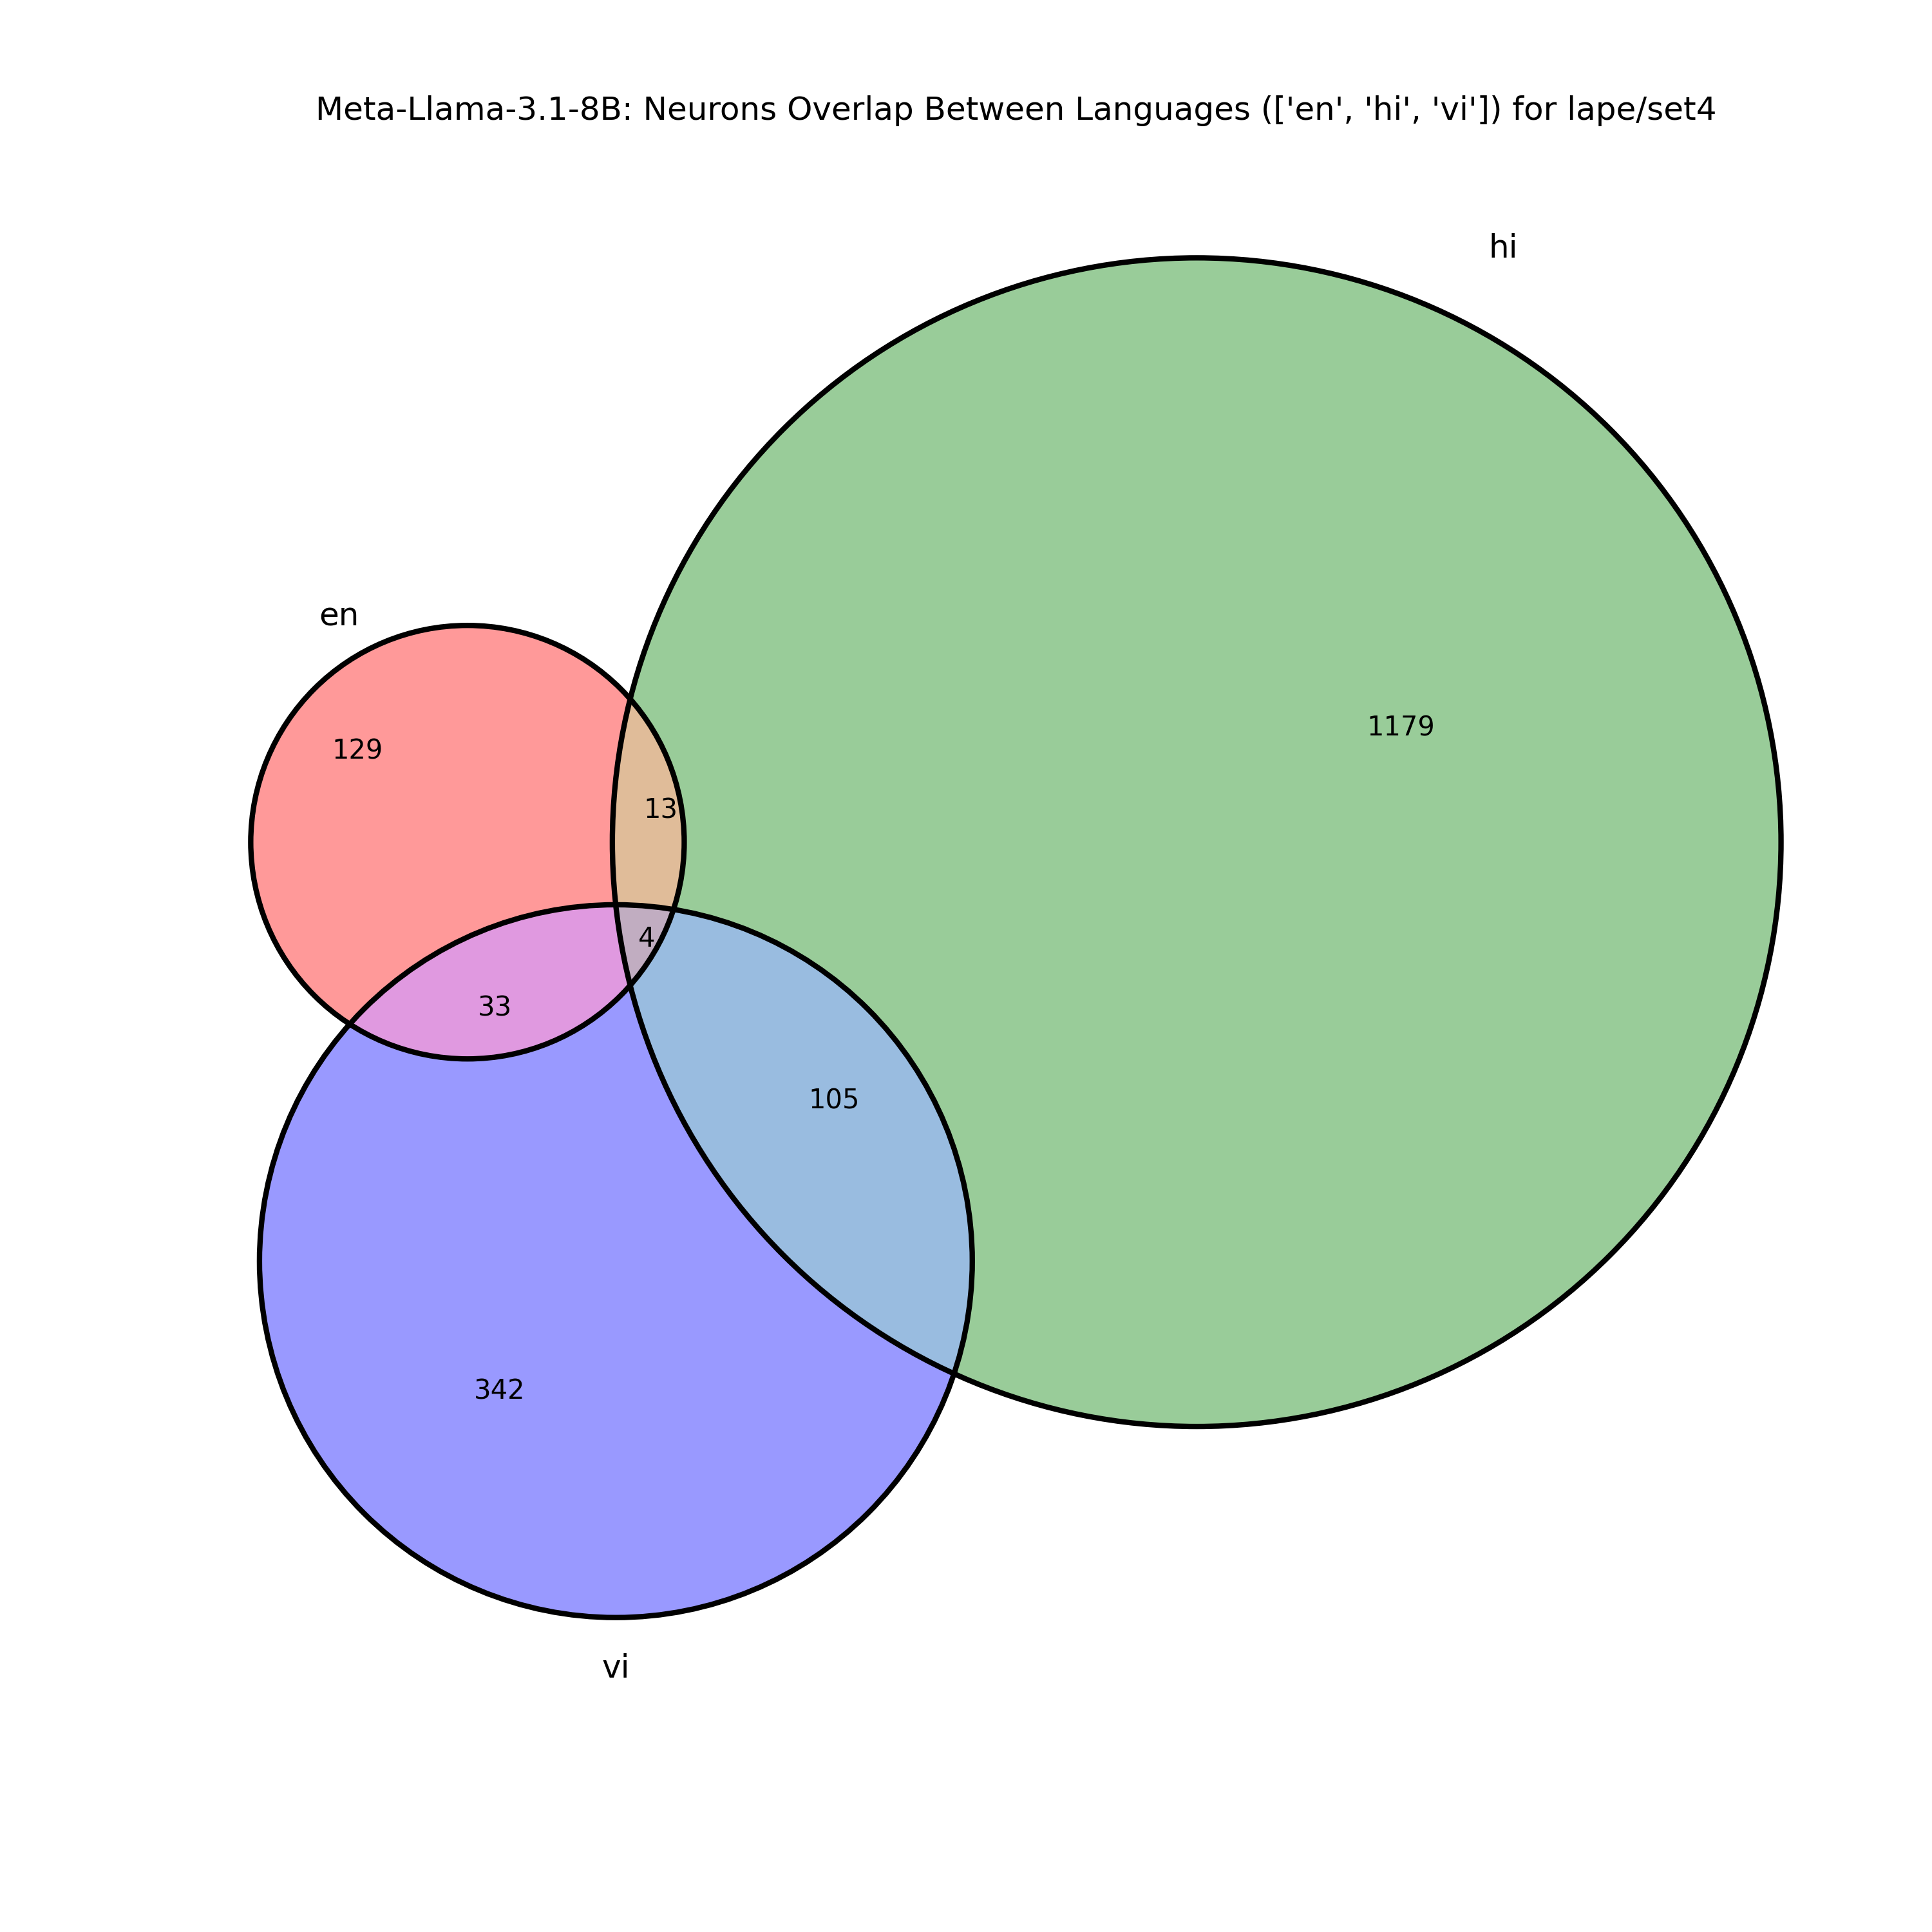 Meta-Llama-3.1-8B: Neurons Overlap Between Languages (['en', 'hi', 'vi']) for lape/set4
hi
en
1179
129
13
4
33
105
342
vi